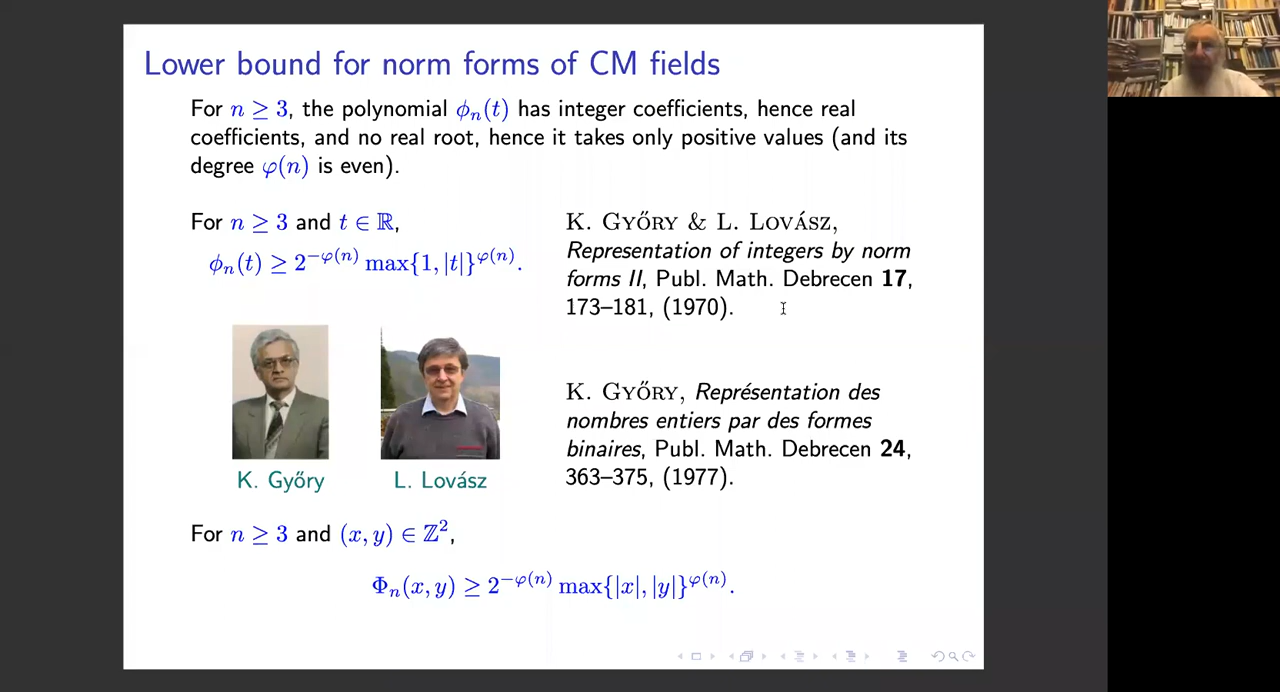 Lower bound for norm forms of CM fields
For n ≥ 3, the polynomial ϕₙ(t) has integer coefficients, hence real
coefficients, and no real root, hence it takes only positive values (and its
degree φ(n) is even).
For n ≥ 3 and t ∈ ℝ,
ϕₙ(t) ≥ 2^{−φ(n)} max{1, |t|}^{φ(n)}.
K. GYŐRY & L. LOVÁSZ,
Representation of integers by norm
forms II, Publ. Math. Debrecen 17,
173–181, (1970).
K. Győry
L. Lovász
K. GYŐRY, Représentation des
nombres entiers par des formes
binaires, Publ. Math. Debrecen 24,
363–375, (1977).
For n ≥ 3 and (x, y) ∈ ℤ²,
Φₙ(x, y) ≥ 2^{−φ(n)} max{|x|, |y|}^{φ(n)}.